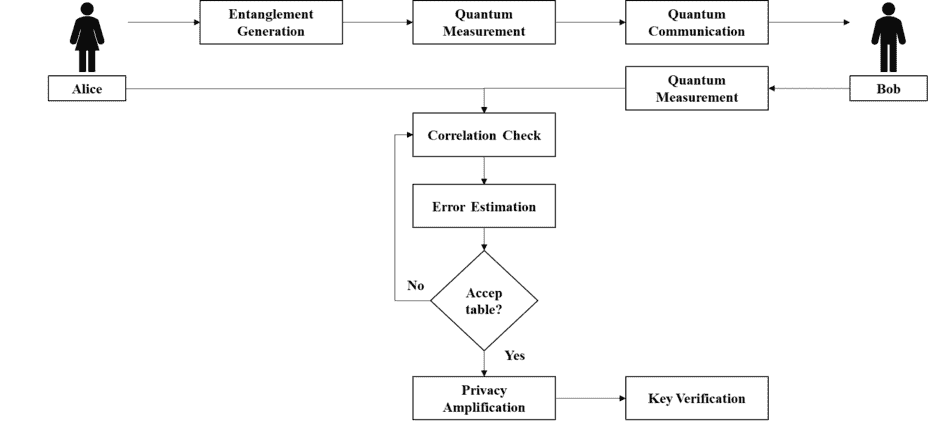 Entanglement
Generation
Quantum
Measurement
Quantum
Communication
Alice
Quantum
Measurement
Bob
Correlation Check
Error Estimation
No
Accep
table?
Yes
Privacy
Amplification
Key Verification